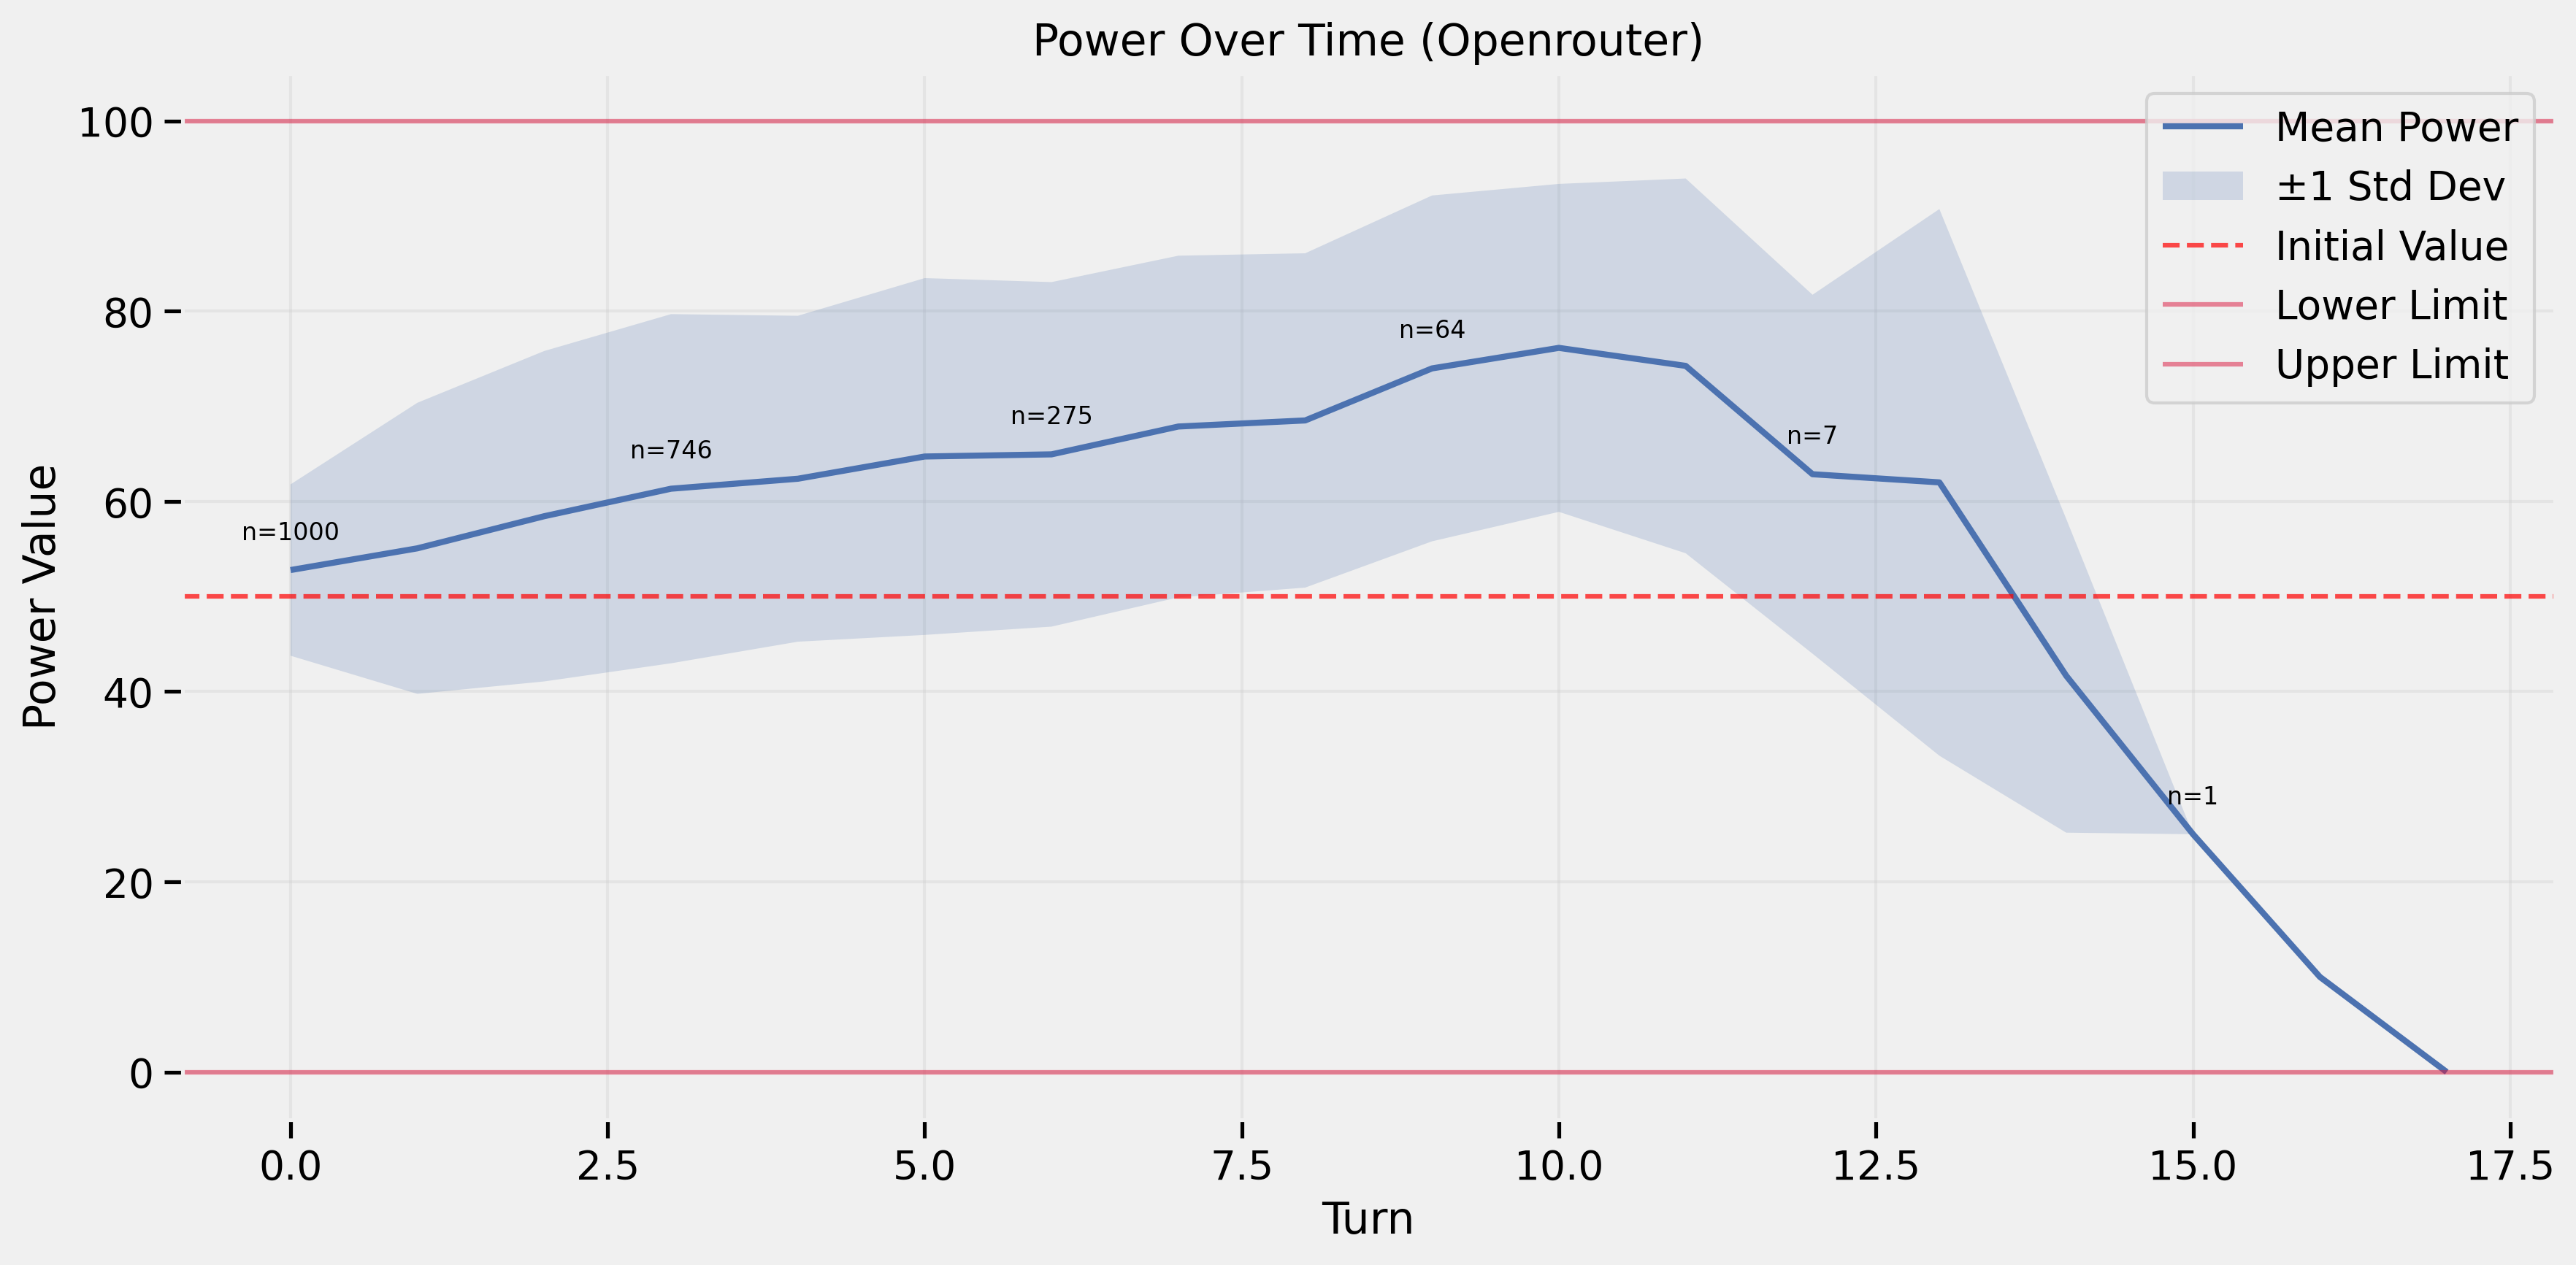 Power Over Time (Openrouter)
Power Value
100
80
60
40
20
0
n=1000
n=746
n=275
n=64
n=7
n=1
Mean Power
±1 Std Dev
Initial Value
Lower Limit
Upper Limit
0.0
2.5
5.0
7.5
10.0
12.5
15.0
17.5
Turn